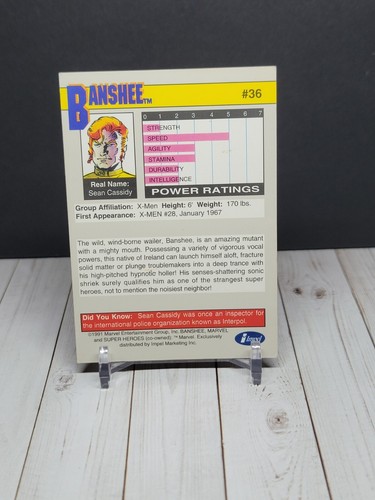 BANSHEE™
#36
0 1 2 3 4 5 6 7
STRENGTH
SPEED
AGILITY
STAMINA
DURABILITY
INTELLIGENCE
POWER RATINGS
Real Name:
Sean Cassidy
Group Affiliation: X-Men Height: 6' Weight: 170 lbs.
First Appearance: X-MEN #28, January 1967
The wild, wind-borne wailer, Banshee, is an amazing mutant
with a mighty mouth. Possessing a variety of vigorous vocal
powers, this native of Ireland can launch himself aloft, fracture
solid matter or plunge troublemakers into a deep trance with
his high-pitched hypnotic holler! His senses-shattering sonic
shriek surely qualifies him as one of the strangest super
heroes, not to mention the noisiest neighbor!
Did You Know: Sean Cassidy was once an inspector for
the international police organization known as Interpol.
©1991 Marvel Entertainment Group, Inc. BANSHEE, MARVEL,
and SUPER HEROES (co-owned); ™ Marvel. Exclusively
distributed by Impel Marketing Inc.
Impel